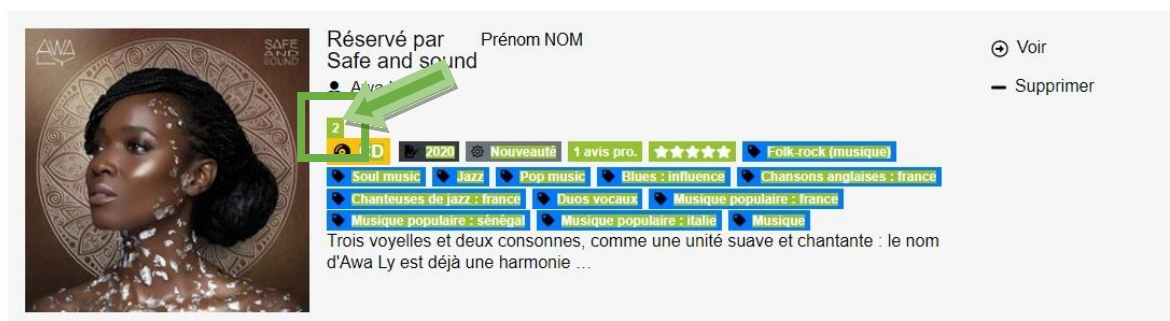 AWA LY
SAFE AND SOUND
Réservé par Prénom NOM
Safe and sound
2
CD 2020 Nouveauté 1 avis pro. Folk-rock (musique)
Soul music Jazz Pop music Blues : influence Chansons anglaises : france
Chanteuses de jazz : france Duos vocaux Musique populaire : france
Musique populaire : sénégal Musique populaire : italie Musique
Trois voyelles et deux consonnes, comme une unité suave et chantante : le nom
d'Awa Ly est déjà une harmonie …
Voir
Supprimer